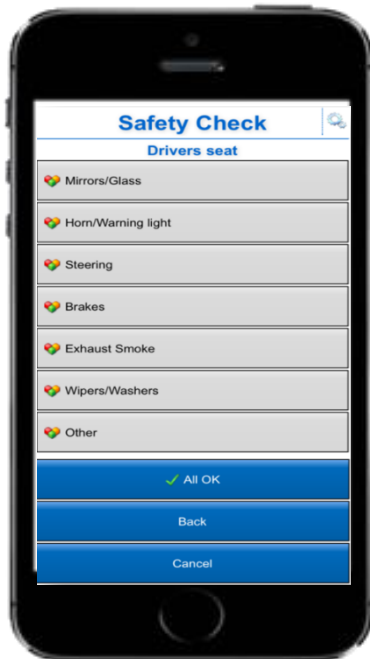 Safety Check
Drivers seat
Mirrors/Glass
Horn/Warning light
Steering
Brakes
Exhaust Smoke
Wipers/Washers
Other
All OK
Back
Cancel